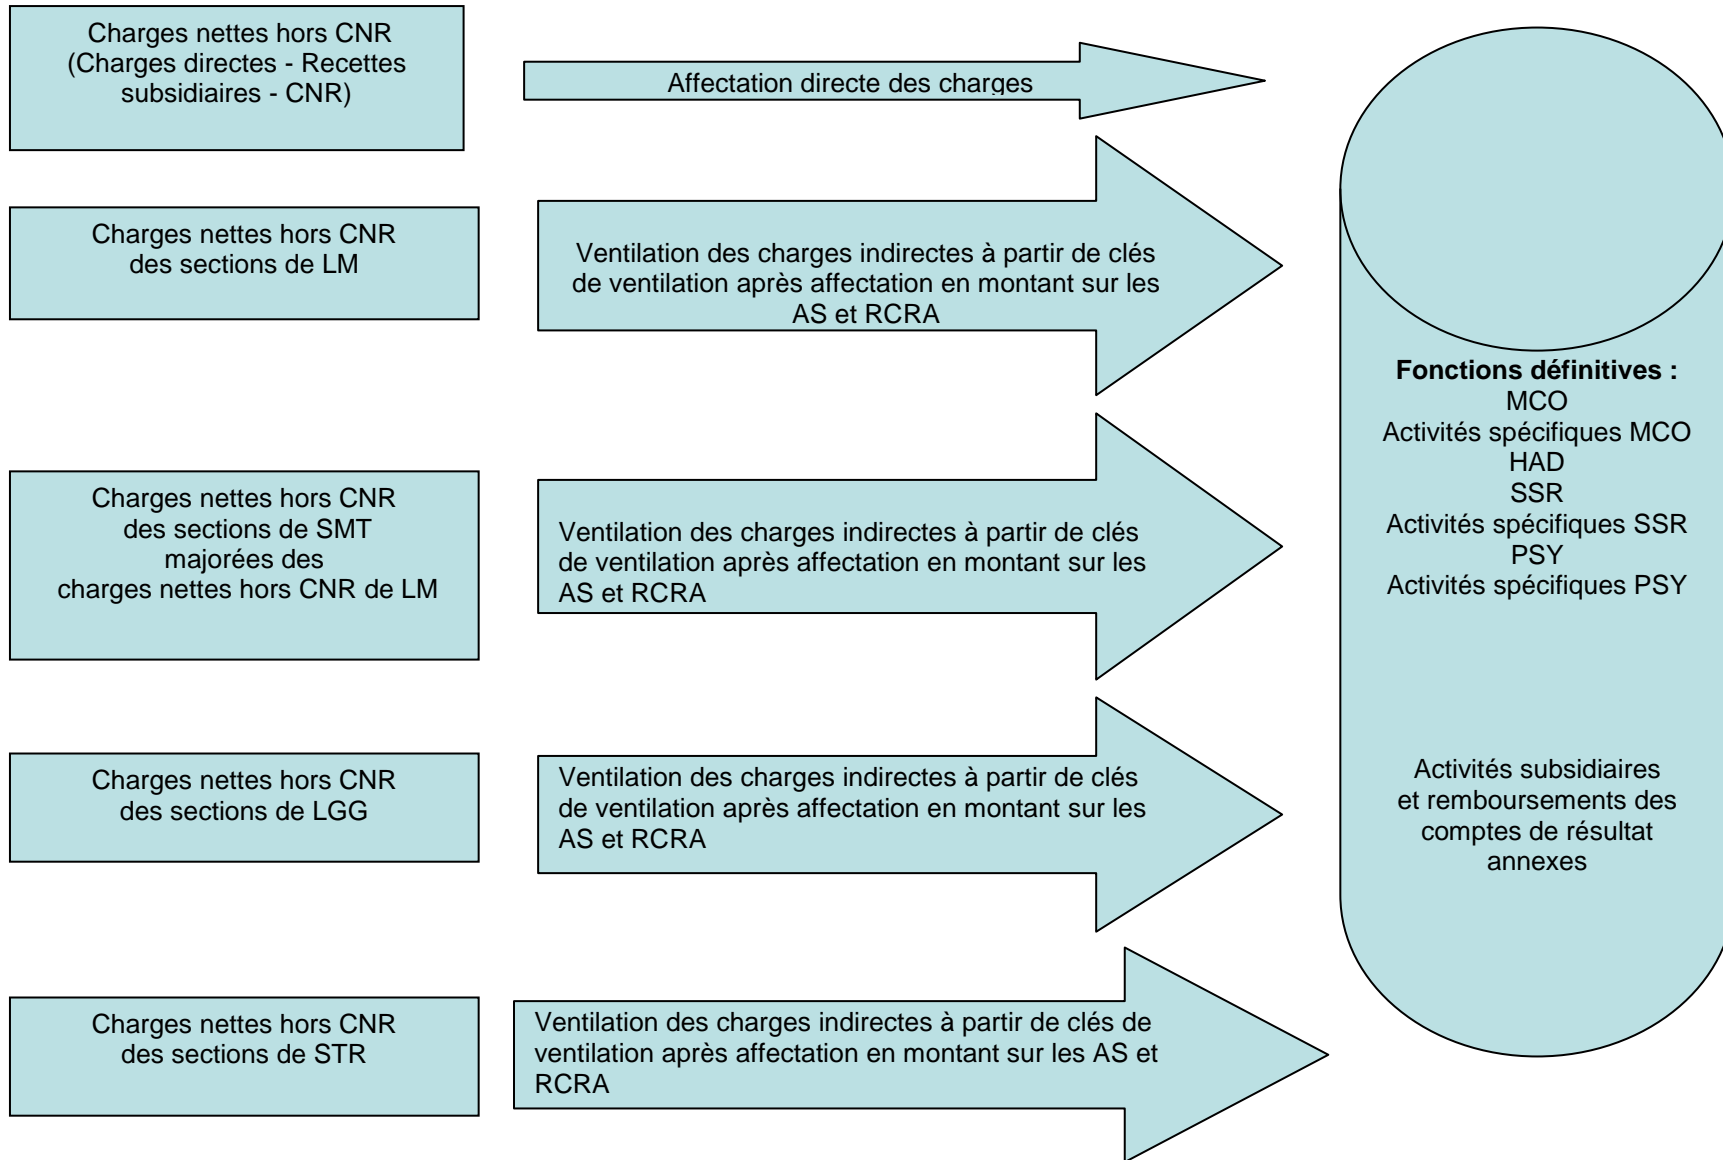 Charges nettes hors CNR
(Charges directes - Recettes
subsidiaires - CNR)
Affectation directe des charges
Charges nettes hors CNR
des sections de LM
Ventilation des charges indirectes à partir de clés
de ventilation après affectation en montant sur les
AS et RCRA
Charges nettes hors CNR
des sections de SMT
majorées des
charges nettes hors CNR de LM
Ventilation des charges indirectes à partir de clés
de ventilation après affectation en montant sur les
AS et RCRA
Charges nettes hors CNR
des sections de LGG
Ventilation des charges indirectes à partir de clés
de ventilation après affectation en montant sur les
AS et RCRA
Charges nettes hors CNR
des sections de STR
Ventilation des charges indirectes à partir de clés de
ventilation après affectation en montant sur les AS et
RCRA
Fonctions définitives :
MCO
Activités spécifiques MCO
HAD
SSR
Activités spécifiques SSR
PSY
Activités spécifiques PSY
Activités subsidiaires
et remboursements des
comptes de résultat
annexes